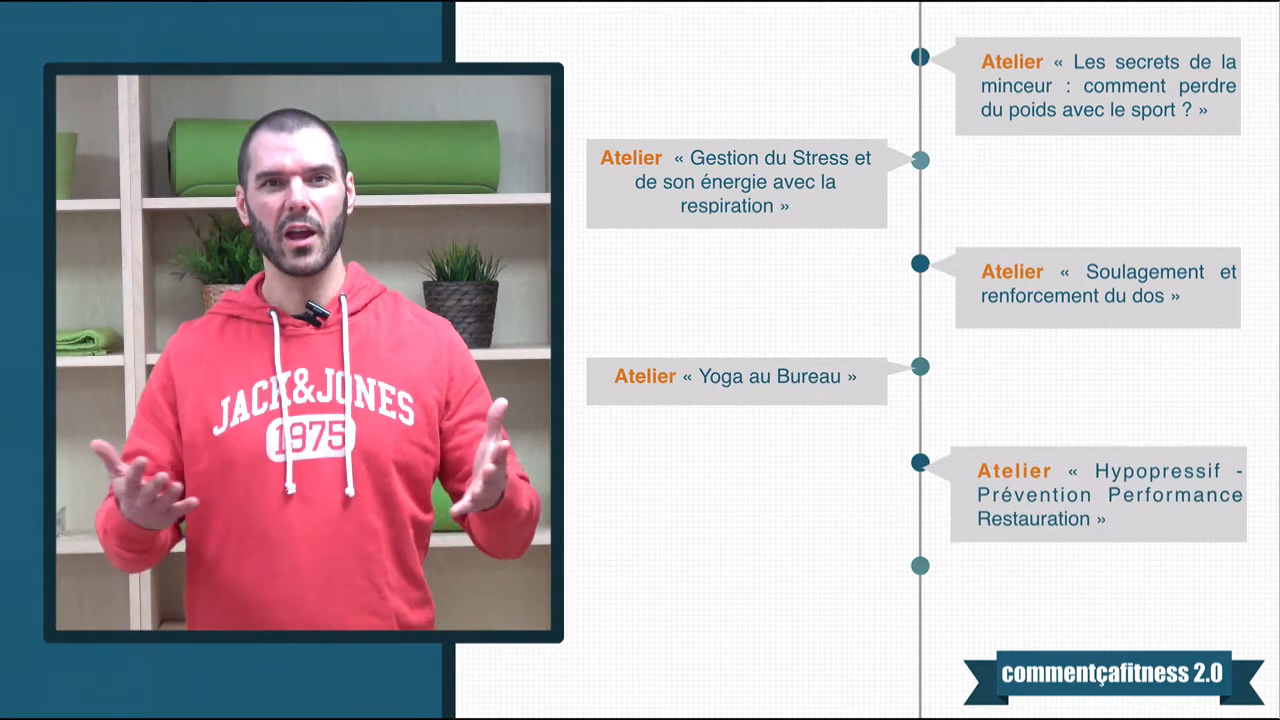 Atelier « Les secrets de la
minceur : comment perdre
du poids avec le sport ? »
Atelier « Gestion du Stress et
de son énergie avec la
respiration »
Atelier « Soulagement et
renforcement du dos »
Atelier « Yoga au Bureau »
Atelier « Hypopressif -
Prévention Performance
Restauration »
JACK&JONES
1975
commentçafitness 2.0